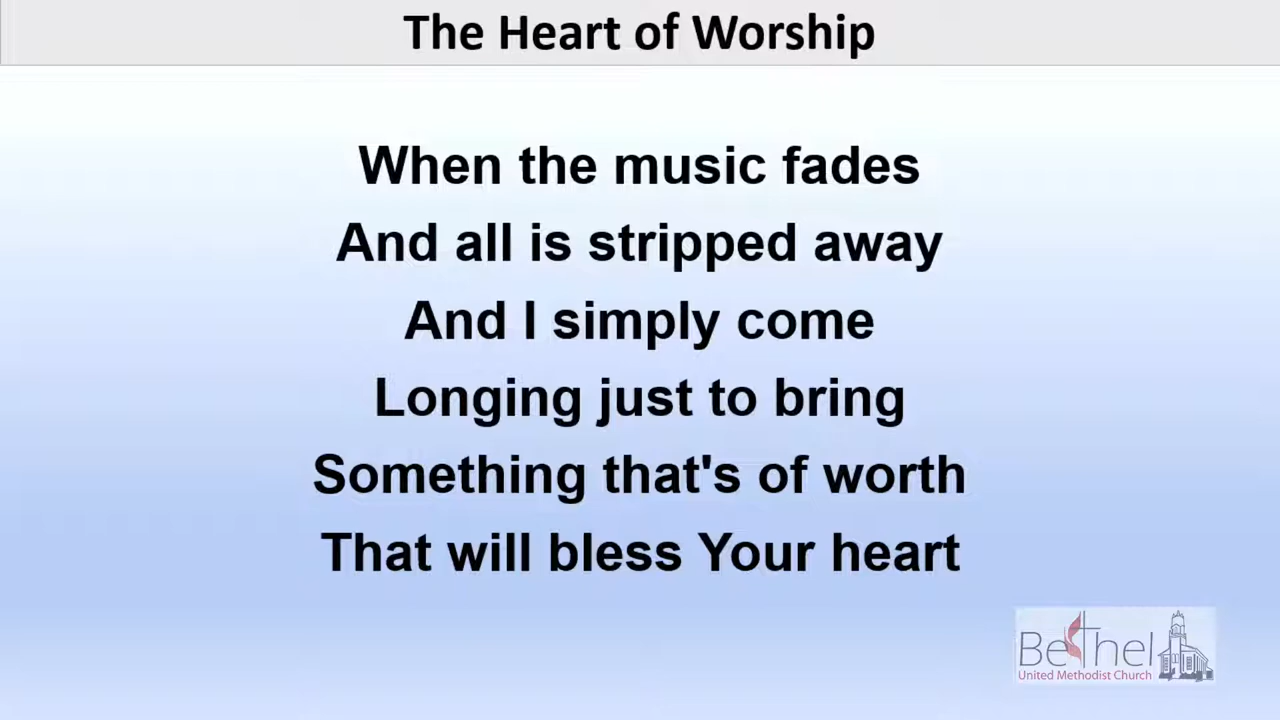 The Heart of Worship
When the music fades
And all is stripped away
And I simply come
Longing just to bring
Something that's of worth
That will bless Your heart
Bethel
United Methodist Church